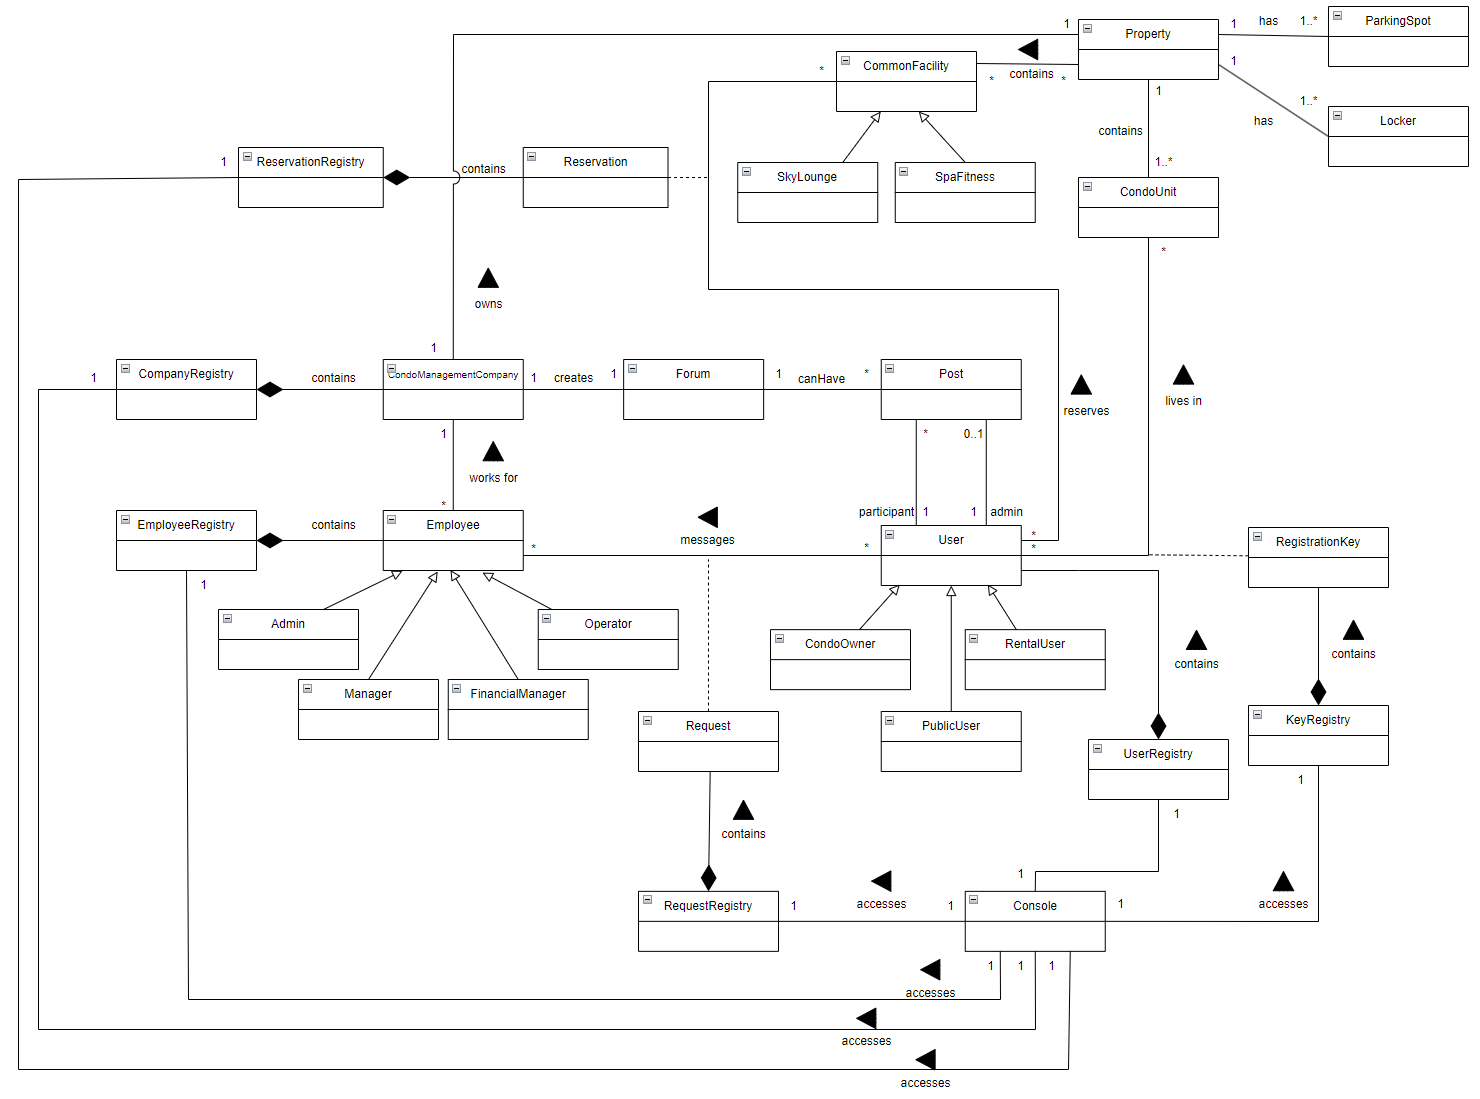 1
Property
1
has
1..*
ParkingSpot
*
CommonFacility
*
contains
*
1
1
has
1..*
Locker
contains
1..*
1
ReservationRegistry
contains
Reservation
SkyLounge
SpaFitness
CondoUnit
*
owns
1
1
CompanyRegistry
contains
CondoManagementCompany
1
creates
1
Forum
1
canHave
*
Post
reserves
lives in
1
works for
*
*
0..1
participant
1
1
admin
EmployeeRegistry
contains
Employee
*
messages
*
User
*
*
RegistrationKey
1
Admin
Operator
CondoOwner
RentalUser
contains
contains
Manager
FinancialManager
Request
PublicUser
KeyRegistry
UserRegistry
1
1
contains
1
RequestRegistry
1
accesses
1
Console
1
accesses
1
1
1
accesses
accesses
accesses